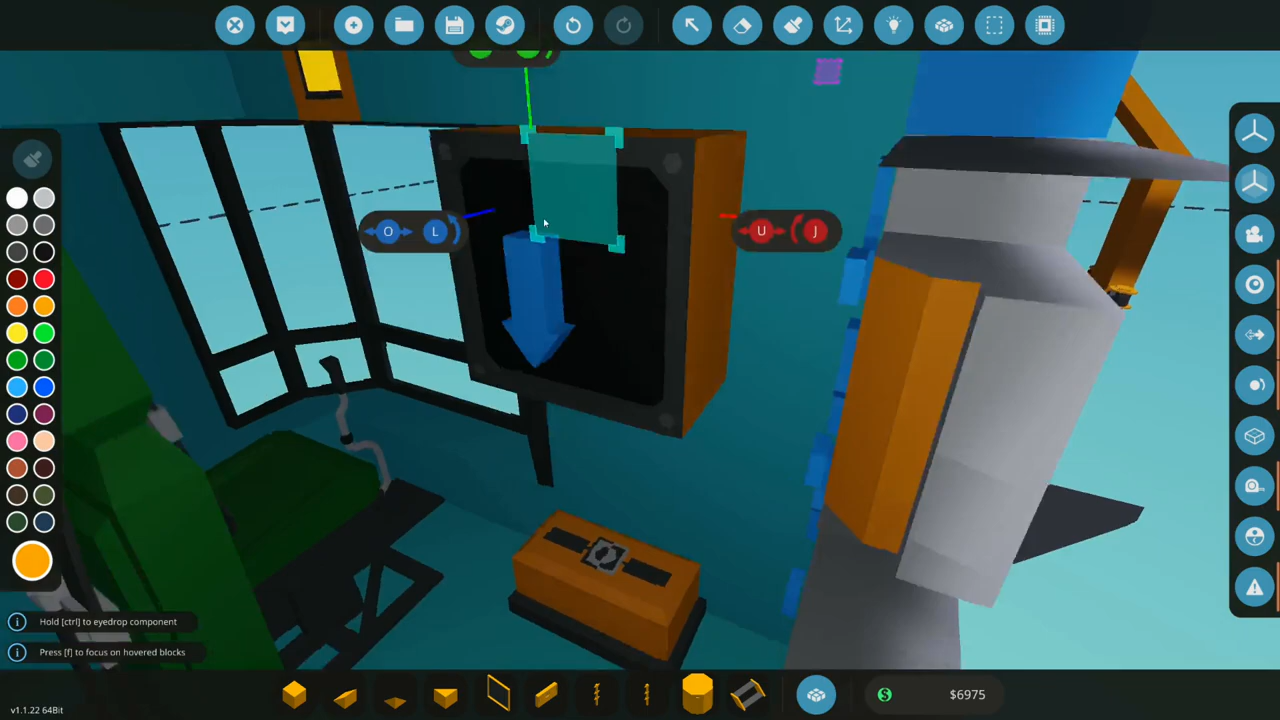 O L
U J
Hold [ctrl] to eyedrop component
Press [f] to focus on hovered blocks
$ $6975
v1.1.22 64Bit